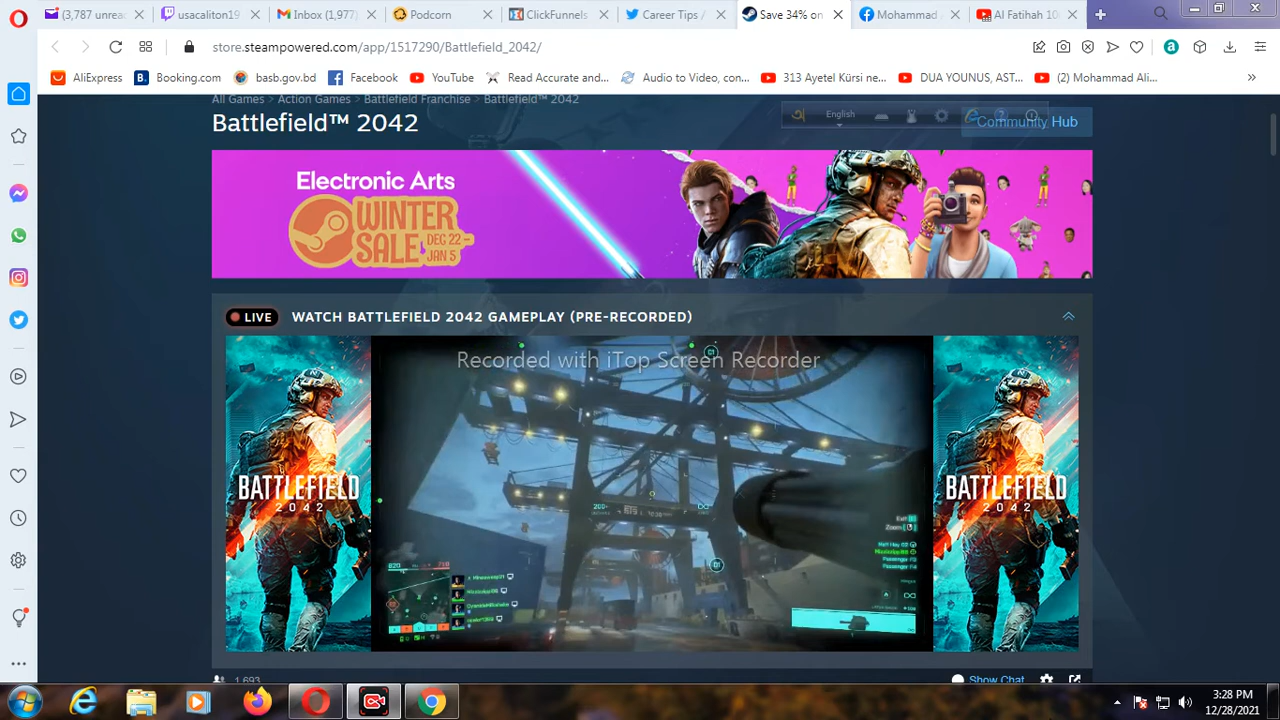 (3,787 unrea
usacaliton19
Inbox (1,977)
Podcorn
ClickFunnels
Career Tips /
Save 34% on
Mohammad
Al Fatihah 10
store.steampowered.com/app/1517290/Battlefield_2042/
AliExpress
Booking.com
basb.gov.bd
Facebook
YouTube
Read Accurate and...
Audio to Video, con...
313 Ayetel Kürsi ne...
DUA YOUNUS, AST...
(2) Mohammad Ali...
All Games > Action Games > Battlefield Franchise > Battlefield™ 2042
Battlefield™ 2042
English
Community Hub
Electronic Arts
WINTER
SALE
DEC 22 -
JAN 5
LIVE
WATCH BATTLEFIELD 2042 GAMEPLAY (PRE-RECORDED)
Recorded with iTop Screen Recorder
BATTLEFIELD
2042
BATTLEFIELD
2042
1,693
Show Chat
3:28 PM
12/28/2021